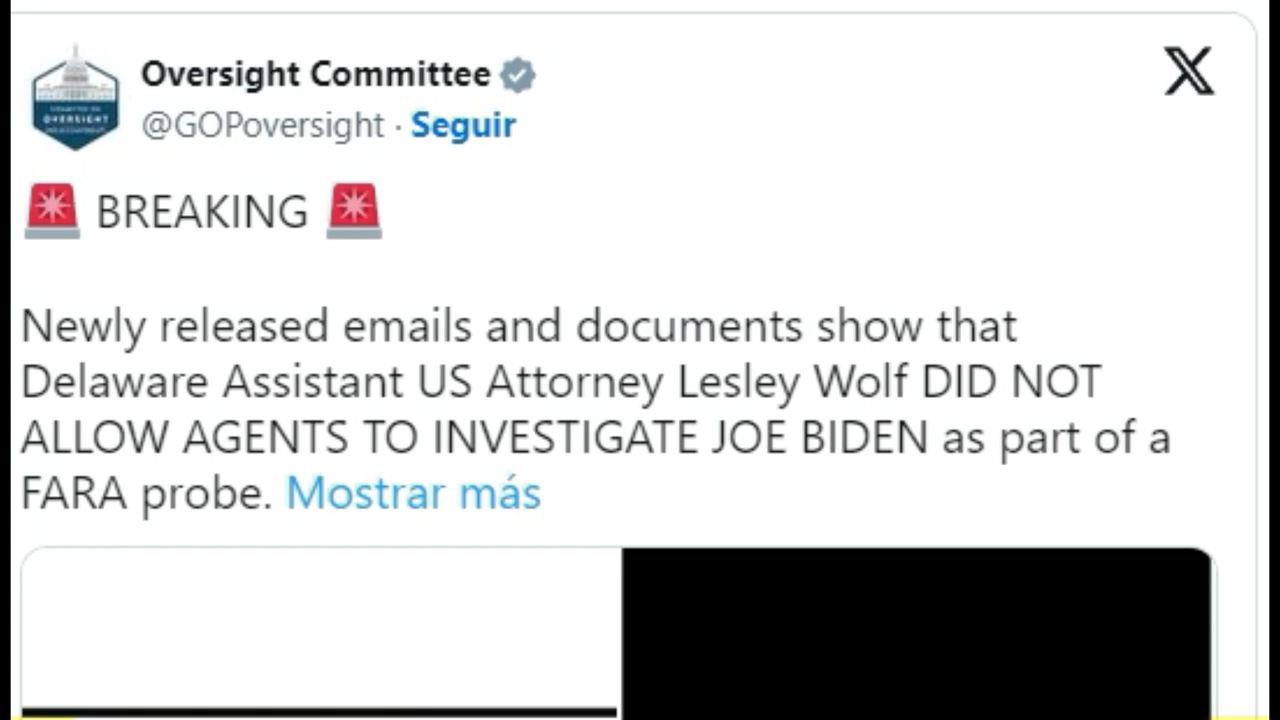 Oversight Committee
@GOPoversight · Seguir
🚨 BREAKING 🚨
Newly released emails and documents show that
Delaware Assistant US Attorney Lesley Wolf DID NOT
ALLOW AGENTS TO INVESTIGATE JOE BIDEN as part of a
FARA probe. Mostrar más
OVERSIGHT